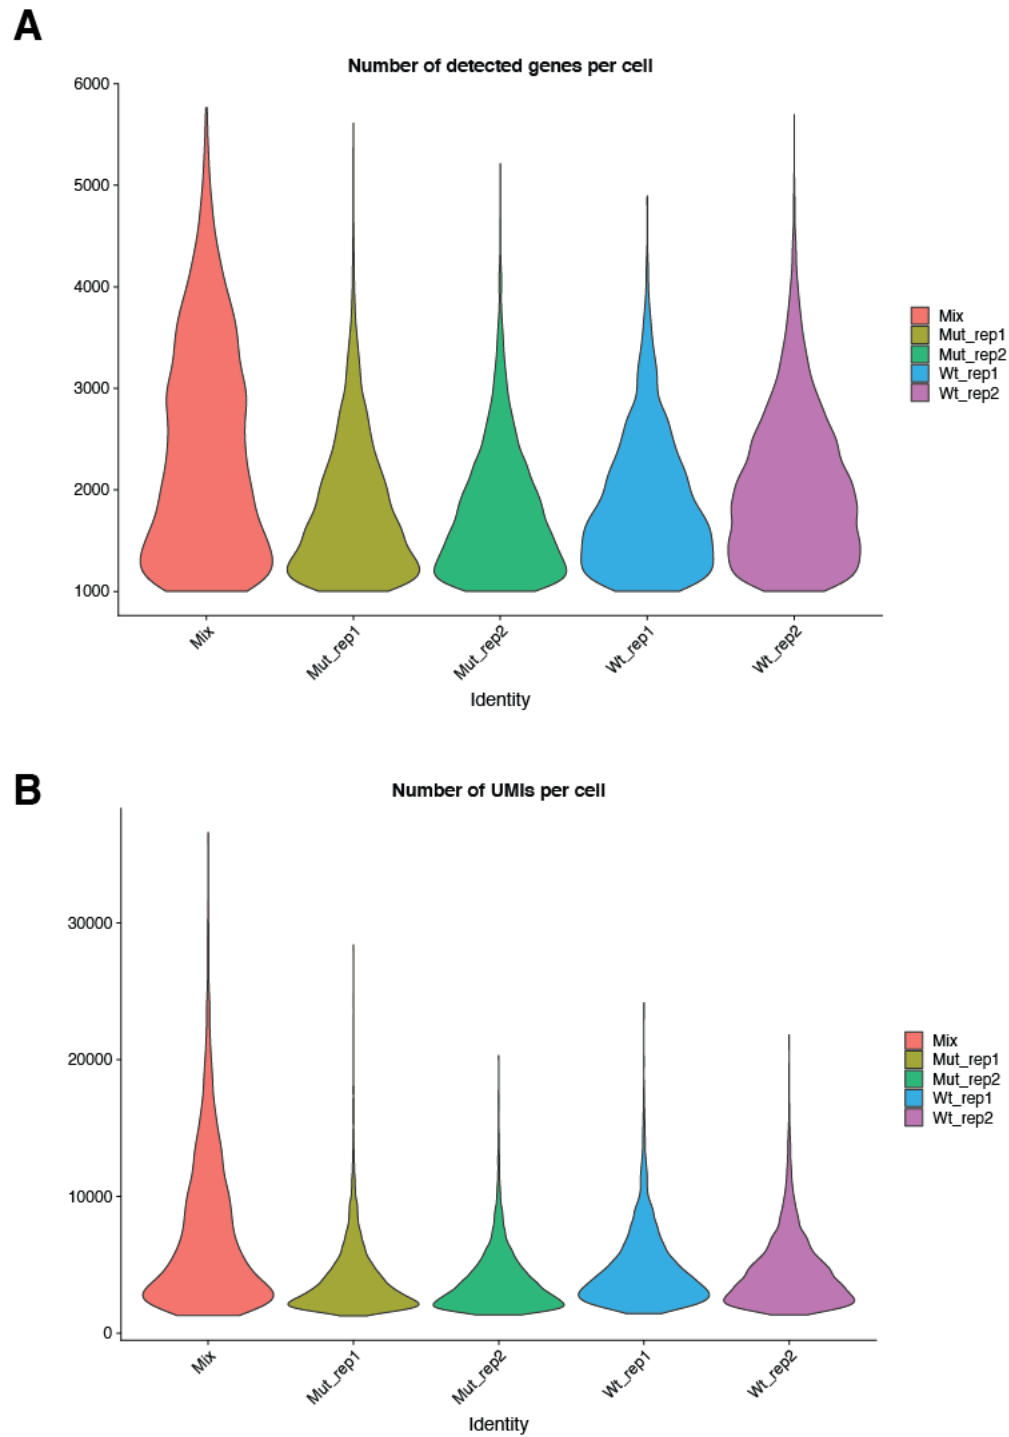 A
Number of detected genes per cell
6000
5000
4000
3000
2000
1000
Mix
Mut_rep1
Mut_rep2
Wt_rep1
Wt_rep2
Identity
Mix
Mut_rep1
Mut_rep2
Wt_rep1
Wt_rep2
B
Number of UMIs per cell
30000
20000
10000
0
Mix
Mut_rep1
Mut_rep2
Wt_rep1
Wt_rep2
Identity
Mix
Mut_rep1
Mut_rep2
Wt_rep1
Wt_rep2